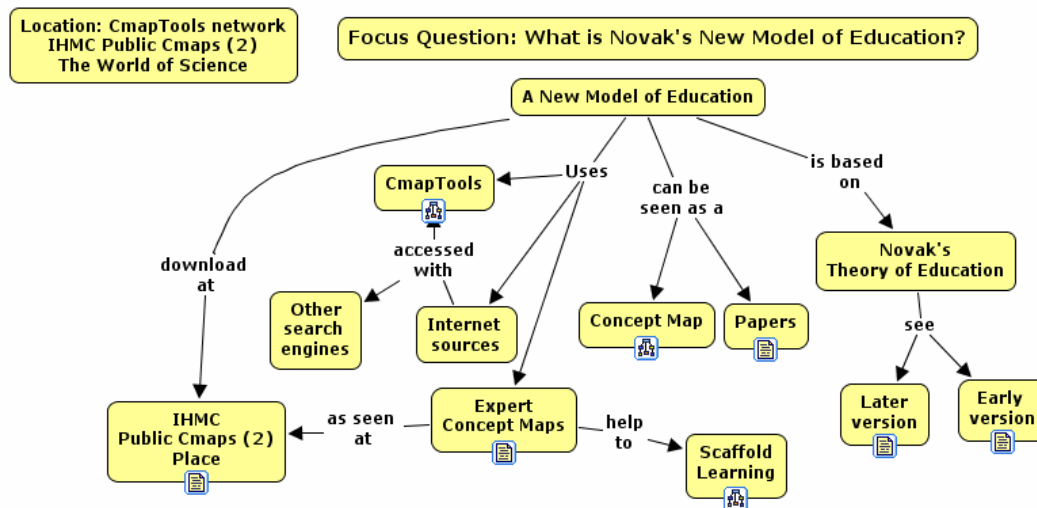 Location: CmapTools network
IHMC Public Cmaps (2)
The World of Science
Focus Question: What is Novak's New Model of Education?
A New Model of Education
Uses
is based
on
CmapTools
can be
seen as a
accessed
with
download
at
Novak's
Theory of Education
Other
search
engines
Internet
sources
Concept Map
Papers
see
IHMC
Public Cmaps (2)
Place
as seen
at
Expert
Concept Maps
help
to
Scaffold
Learning
Later
version
Early
version